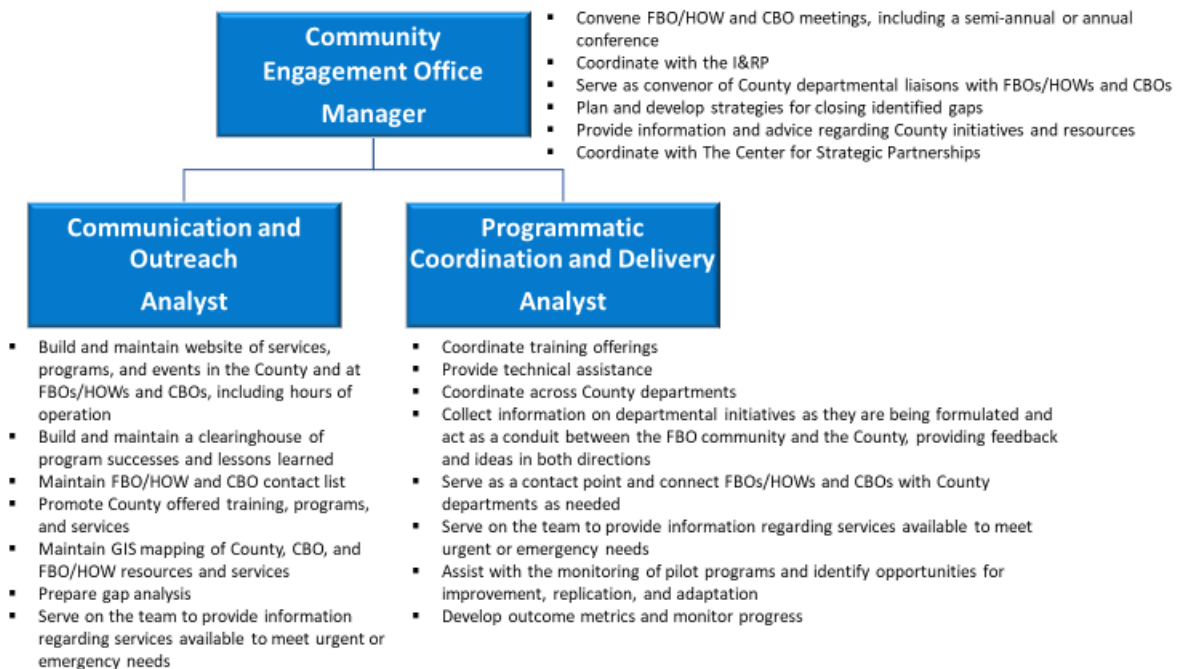 Community
Engagement Office
Manager
▪ Convene FBO/HOW and CBO meetings, including a semi-annual or annual
conference
▪ Coordinate with the I&RP
▪ Serve as convenor of County departmental liaisons with FBOs/HOWs and CBOs
▪ Plan and develop strategies for closing identified gaps
▪ Provide information and advice regarding County initiatives and resources
▪ Coordinate with The Center for Strategic Partnerships
Communication and
Outreach
Analyst
▪ Build and maintain website of services,
programs, and events in the County and at
FBOs/HOWs and CBOs, including hours of
operation
▪ Build and maintain a clearinghouse of
program successes and lessons learned
▪ Maintain FBO/HOW and CBO contact list
▪ Promote County offered training, programs,
and services
▪ Maintain GIS mapping of County, CBO, and
FBO/HOW resources and services
▪ Prepare gap analysis
▪ Serve on the team to provide information
regarding services available to meet urgent or
emergency needs
Programmatic
Coordination and Delivery
Analyst
▪ Coordinate training offerings
▪ Provide technical assistance
▪ Coordinate across County departments
▪ Collect information on departmental initiatives as they are being formulated and
act as a conduit between the FBO community and the County, providing feedback
and ideas in both directions
▪ Serve as a contact point and connect FBOs/HOWs and CBOs with County
departments as needed
▪ Serve on the team to provide information regarding services available to meet
urgent or emergency needs
▪ Assist with the monitoring of pilot programs and identify opportunities for
improvement, replication, and adaptation
▪ Develop outcome metrics and monitor progress